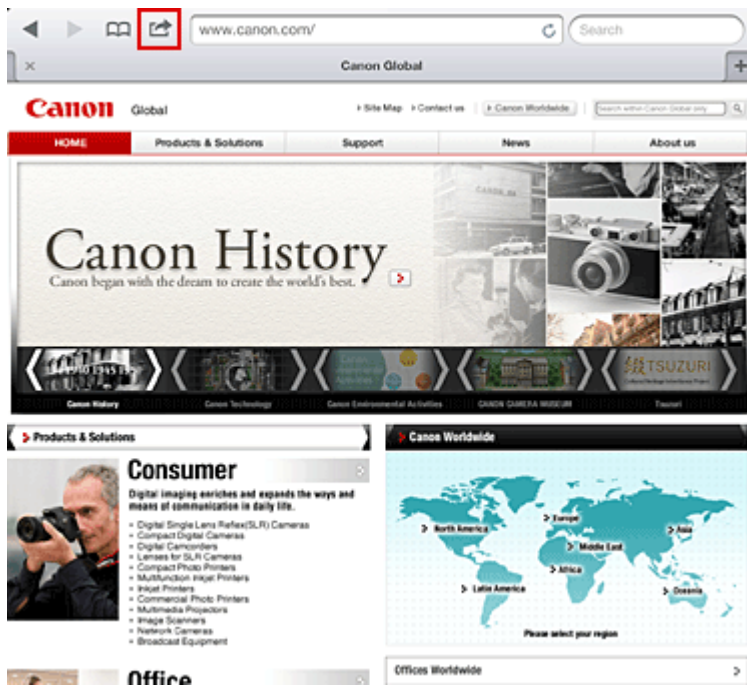 www.canon.com/
Search
Canon Global
Canon Global
Site Map Contact us Canon Worldwide Search within Canon Global only
HOME Products & Solutions Support News About us
CANON
Canon History
Canon began with the dream to create the world's best.
TSUZURI
Canon History Canon Technology Canon Environmental Activities CANON CAMERA MUSEUM Tsuzuri
Products & Solutions
Consumer
Digital imaging enriches and expands the ways and
means of communication in daily life.
Digital Single Lens Reflex(SLR) Cameras
Compact Digital Cameras
Digital Camcorders
Lenses for SLR Cameras
Compact Photo Printers
Multifunction Inkjet Printers
Inkjet Printers
Commercial Photo Printers
Multimedia Projectors
Image Scanners
Network Cameras
Broadcast Equipment
Office
Canon Worldwide
North America
Europe
Asia
Middle East
Africa
Latin America
Oceania
Please select your region
Offices Worldwide